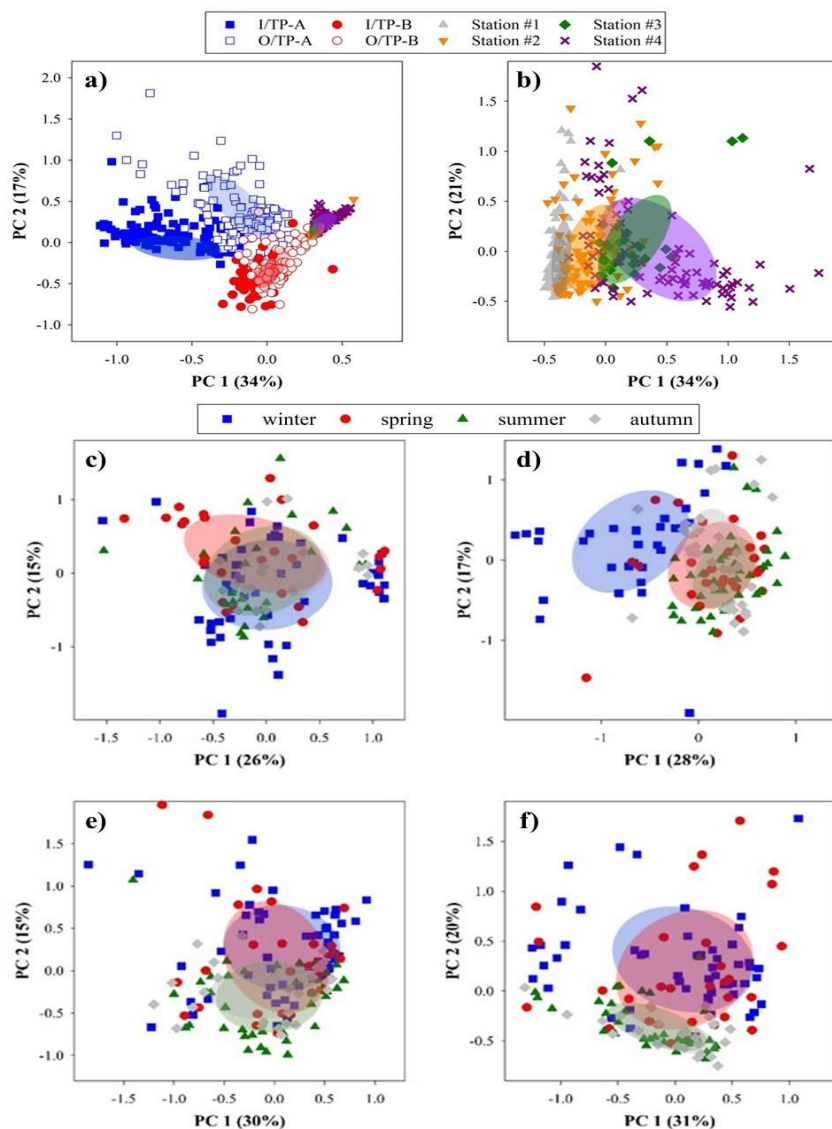 I/TP-A I/TP-B Station #1 Station #3
O/TP-A O/TP-B Station #2 Station #4
a)
2.0
1.5
1.0
0.5
0.0
-0.5
-1.0
PC 2 (17%)
-1.0 -0.5 0.0 0.5
PC 1 (34%)
b)
1.5
1.0
0.5
0.0
-0.5
PC 2 (21%)
-0.5 0.0 0.5 1.0 1.5
PC 1 (34%)
winter spring summer autumn
c)
1
0
-1
PC 2 (15%)
-1.5 -1.0 -0.5 0.0 0.5 1.0
PC 1 (26%)
d)
1
0
-1
PC 2 (17%)
-1 0 1
PC 1 (28%)
e)
1.5
1.0
0.5
0.0
-0.5
-1.0
PC 2 (15%)
-1.5 -1.0 -0.5 0.0 0.5 1.0
PC 1 (30%)
f)
1.5
1.0
0.5
0.0
-0.5
PC 2 (20%)
-1.0 -0.5 0.0 0.5 1.0
PC 1 (31%)